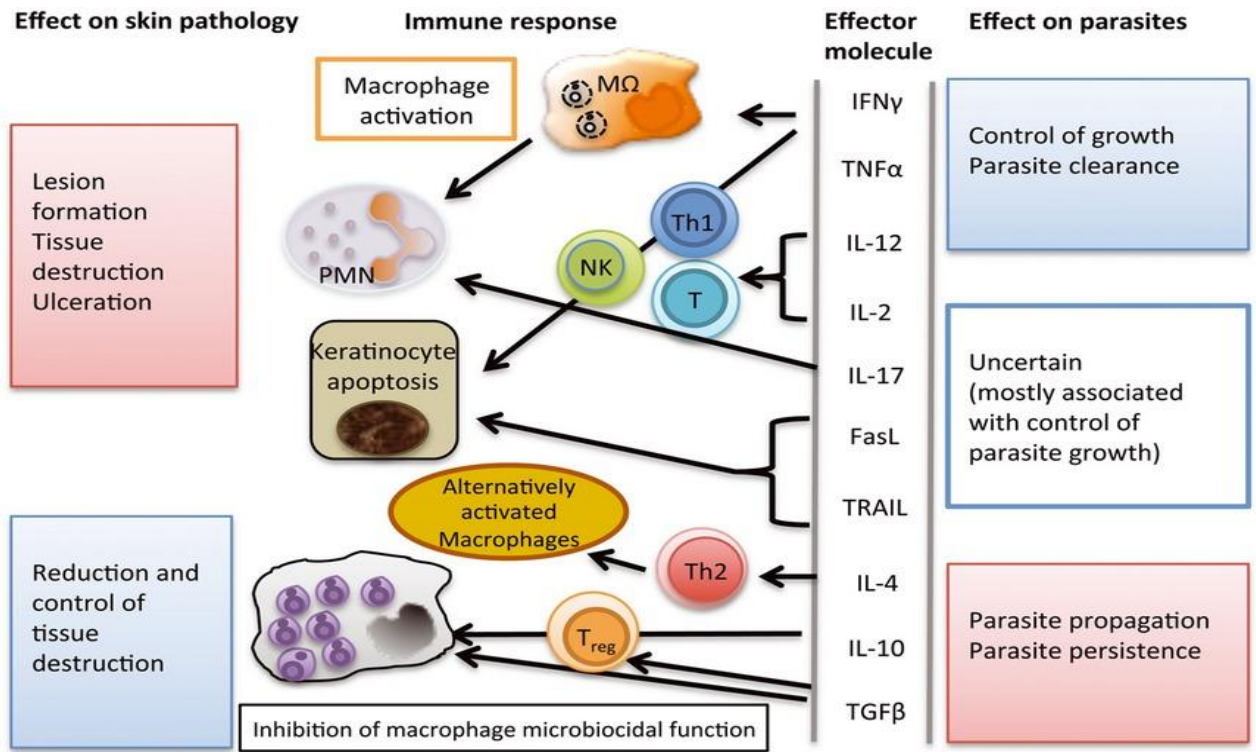 Effect on skin pathology
Immune response
Effector
molecule
Effect on parasites
Lesion
formation
Tissue
destruction
Ulceration
Reduction and
control of
tissue
destruction
Macrophage
activation
MΩ
PMN
Th1
NK
T
Keratinocyte
apoptosis
Alternatively
activated
Macrophages
Th2
Treg
Inhibition of macrophage microbiocidal function
IFNγ
TNFα
IL-12
IL-2
IL-17
FasL
TRAIL
IL-4
IL-10
TGFβ
Control of growth
Parasite clearance
Uncertain
(mostly associated
with control of
parasite growth)
Parasite propagation
Parasite persistence